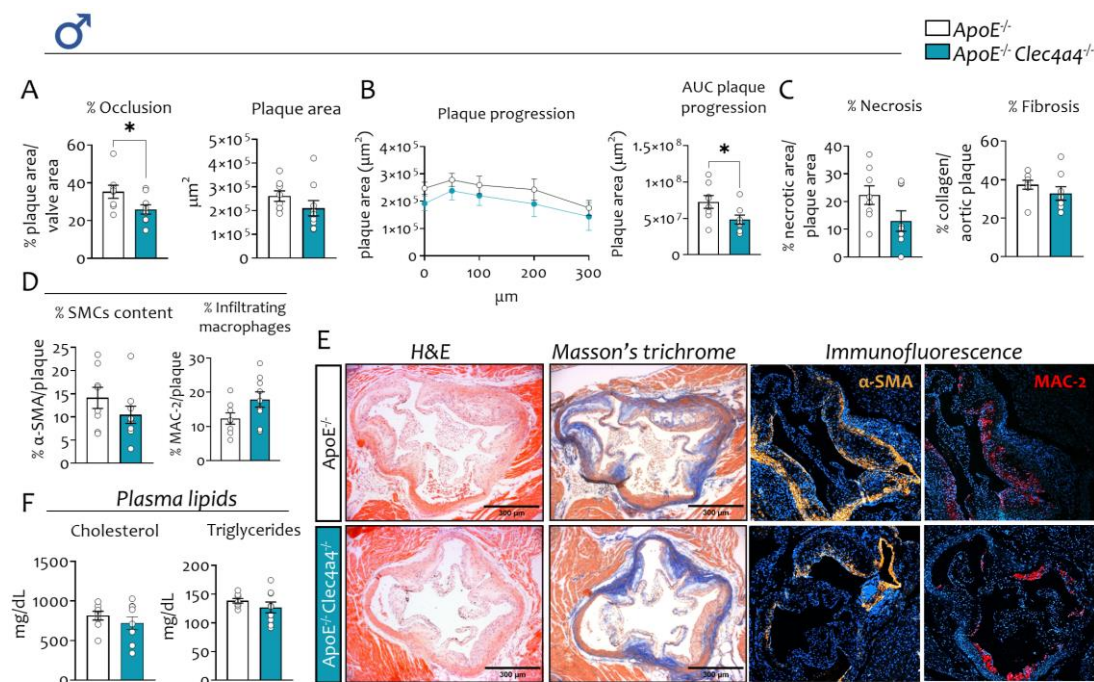 ApoE-/-
ApoE-/- Clec4a4-/-
A
% Occlusion
*
% plaque area/
valve area
60
40
20
0
Plaque area
μm²
5×10⁵
4×10⁵
3×10⁵
2×10⁵
1×10⁵
0
B
Plaque progression
plaque area (μm²)
4×10⁵
3×10⁵
2×10⁵
1×10⁵
0
0 100 200 300
μm
AUC plaque
progression
*
Plaque area (μm²)
2×10⁸
1×10⁸
5×10⁷
0
C
% Necrosis
% necrotic area/
plaque area
40
30
20
10
0
% Fibrosis
% collagen/
aortic plaque
60
40
20
0
D
% SMCs content
% α-SMA/plaque
25
20
15
10
5
0
% Infiltrating
macrophages
% MAC-2/plaque
40
30
20
10
0
E
H&E Masson's trichrome Immunofluorescence
α-SMA
MAC-2
ApoE-/-
300 μm
300 μm
ApoE-/- Clec4a4-/-
300 μm
300 μm
F
Plasma lipids
Cholesterol
mg/dL
1000
750
500
0
Triglycerides
mg/dL
200
150
100
50
0